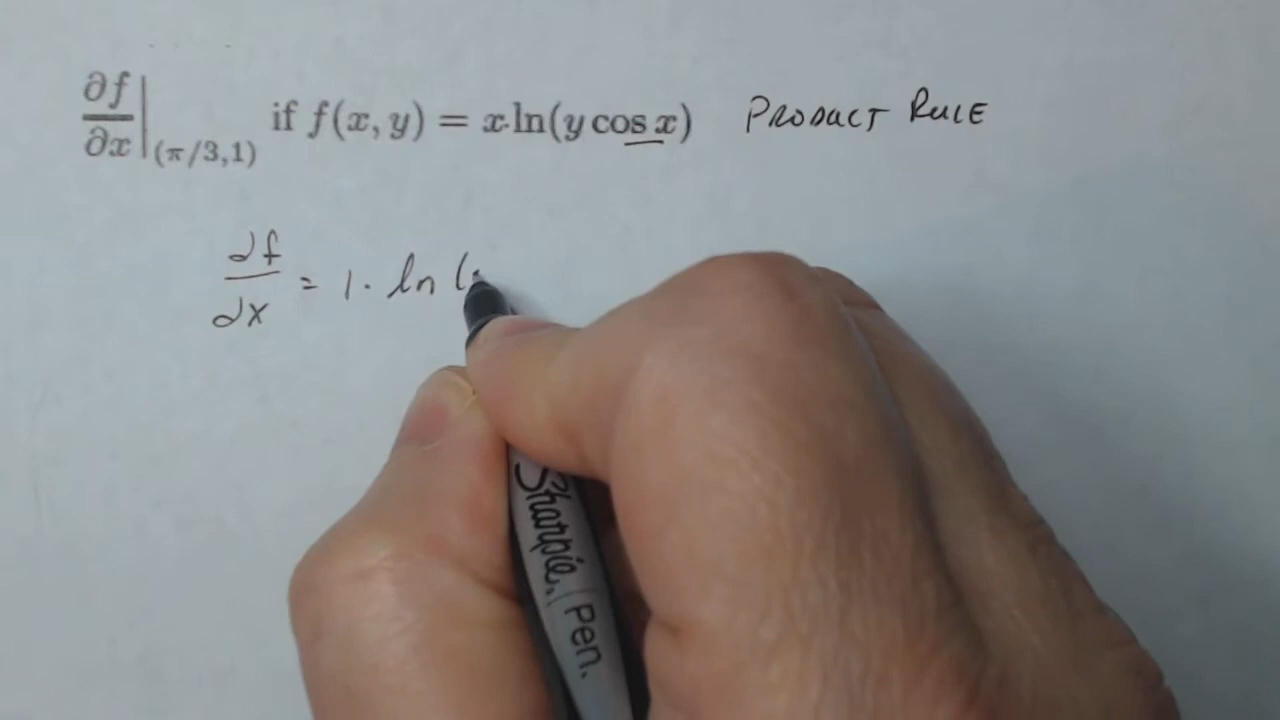 ∂f/∂x |(π/3,1) if f(x, y) = x·ln(y cos x) PRODUCT RULE
∂f/∂x = 1 · ln (
Sharpie. Pen.